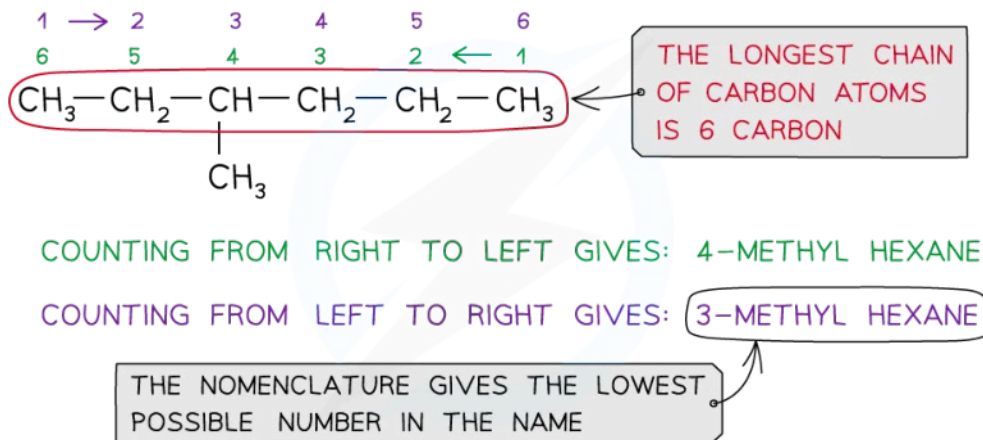 1 → 2 3 4 5 6
6 5 4 3 2 ← 1
CH₃—CH₂—CH—CH₂—CH₂—CH₃
CH₃
THE LONGEST CHAIN
OF CARBON ATOMS
IS 6 CARBON
COUNTING FROM RIGHT TO LEFT GIVES: 4-METHYL HEXANE
COUNTING FROM LEFT TO RIGHT GIVES: 3-METHYL HEXANE
THE NOMENCLATURE GIVES THE LOWEST
POSSIBLE NUMBER IN THE NAME